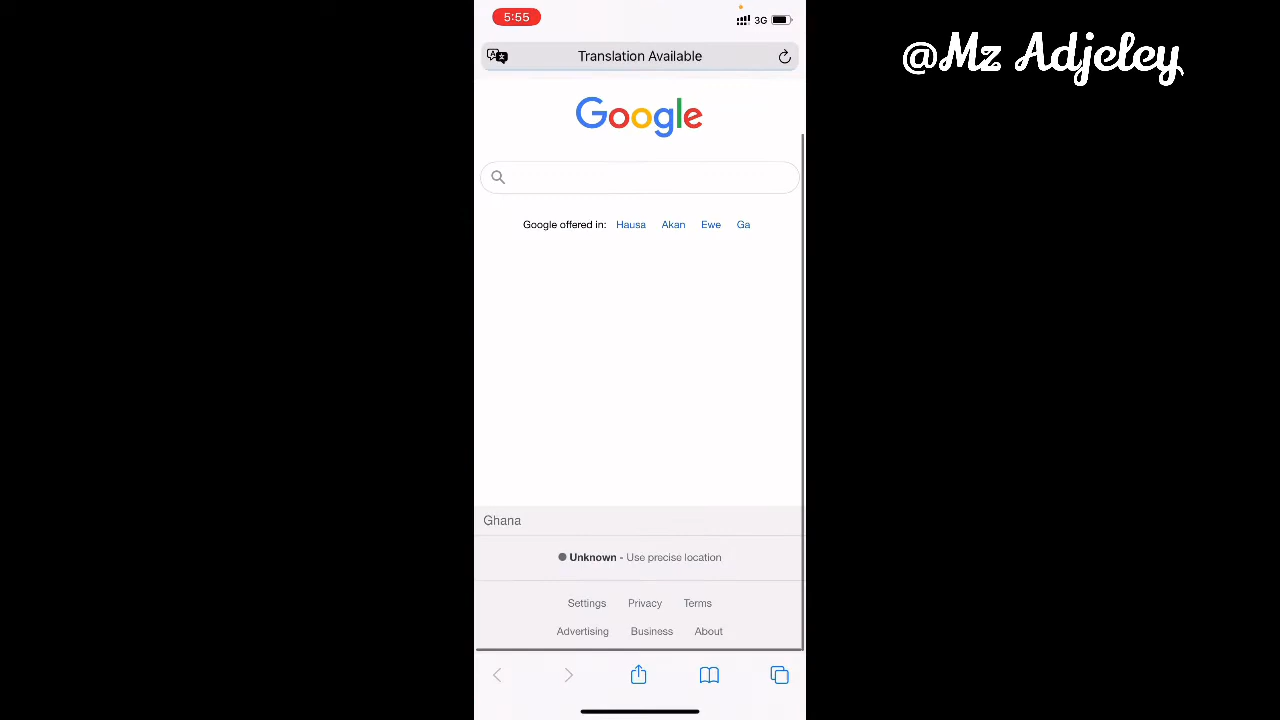 5:55
3G
@Mz Adjeley
Translation Available
Google
Google offered in: Hausa Akan Ewe Ga
Ghana
Unknown - Use precise location
Settings Privacy Terms
Advertising Business About